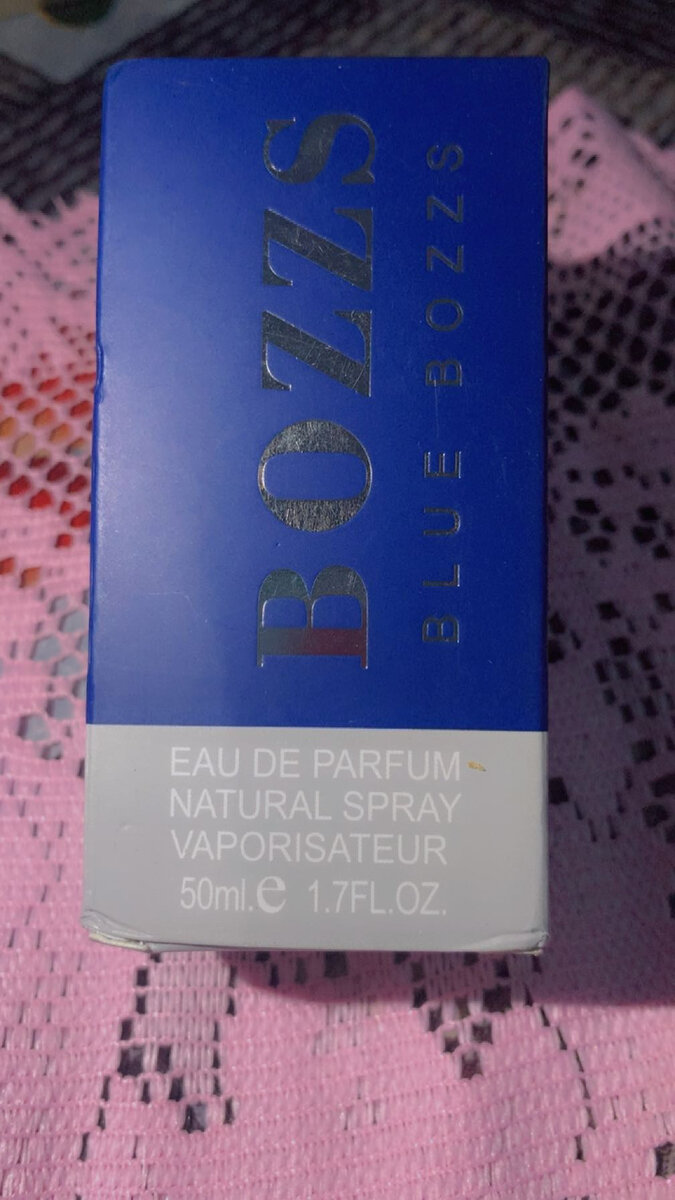 BOZZS
BLUE BOZZS
EAU DE PARFUM
NATURAL SPRAY
VAPORISATEUR
50ml.e 1.7FL.OZ.